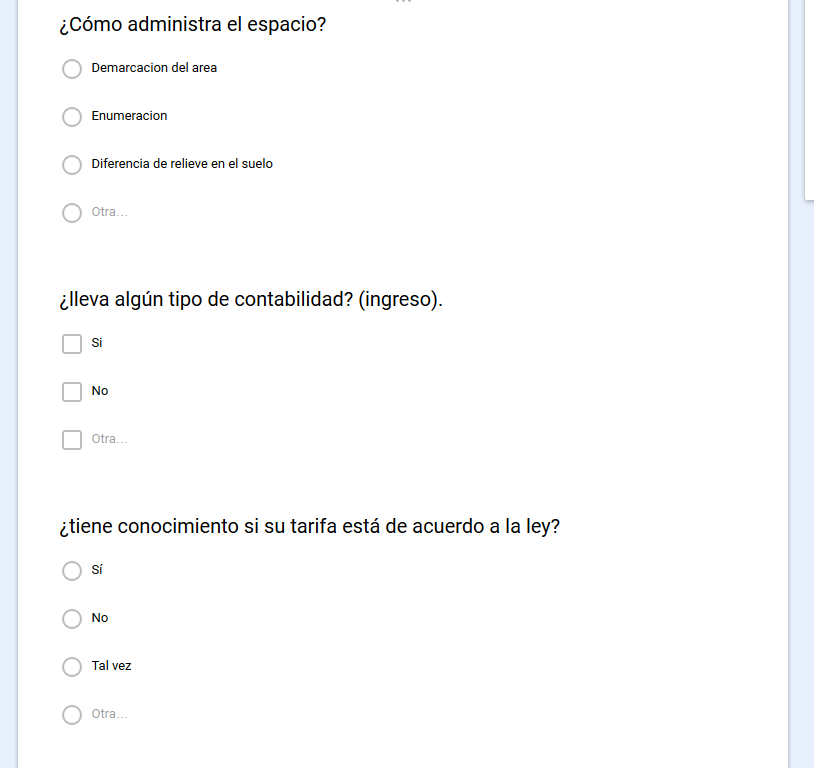 ¿Cómo administra el espacio?
Demarcacion del area
Enumeracion
Diferencia de relieve en el suelo
Otra...
¿lleva algún tipo de contabilidad? (ingreso).
Si
No
Otra...
¿tiene conocimiento si su tarifa está de acuerdo a la ley?
Sí
No
Tal vez
Otra...